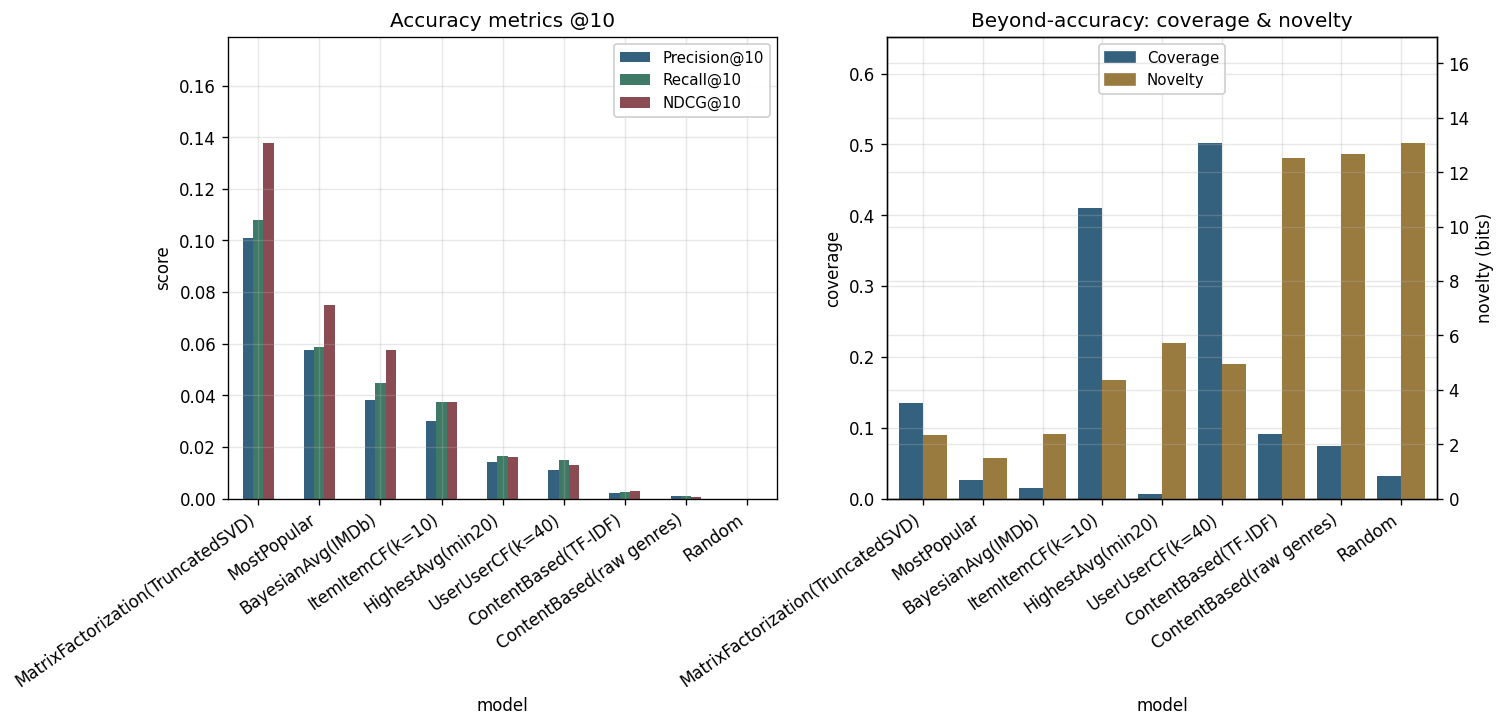 Accuracy metrics @10
Precision@10
Recall@10
NDCG@10
score
0.16
0.14
0.12
0.10
0.08
0.06
0.04
0.02
0.00
MatrixFactorization(TruncatedSVD)
MostPopular
BayesianAvg(IMDb)
ItemItemCF(k=10)
HighestAvg(min20)
UserUserCF(k=40)
ContentBased(TF-IDF)
ContentBased(raw genres)
Random
model
Beyond-accuracy: coverage & novelty
Coverage
Novelty
coverage
0.6
0.5
0.4
0.3
0.2
0.1
0.0
16
14
12
10
8
6
4
2
0
novelty (bits)
MatrixFactorization(TruncatedSVD)
MostPopular
BayesianAvg(IMDb)
ItemItemCF(k=10)
HighestAvg(min20)
UserUserCF(k=40)
ContentBased(TF-IDF)
ContentBased(raw genres)
Random
model